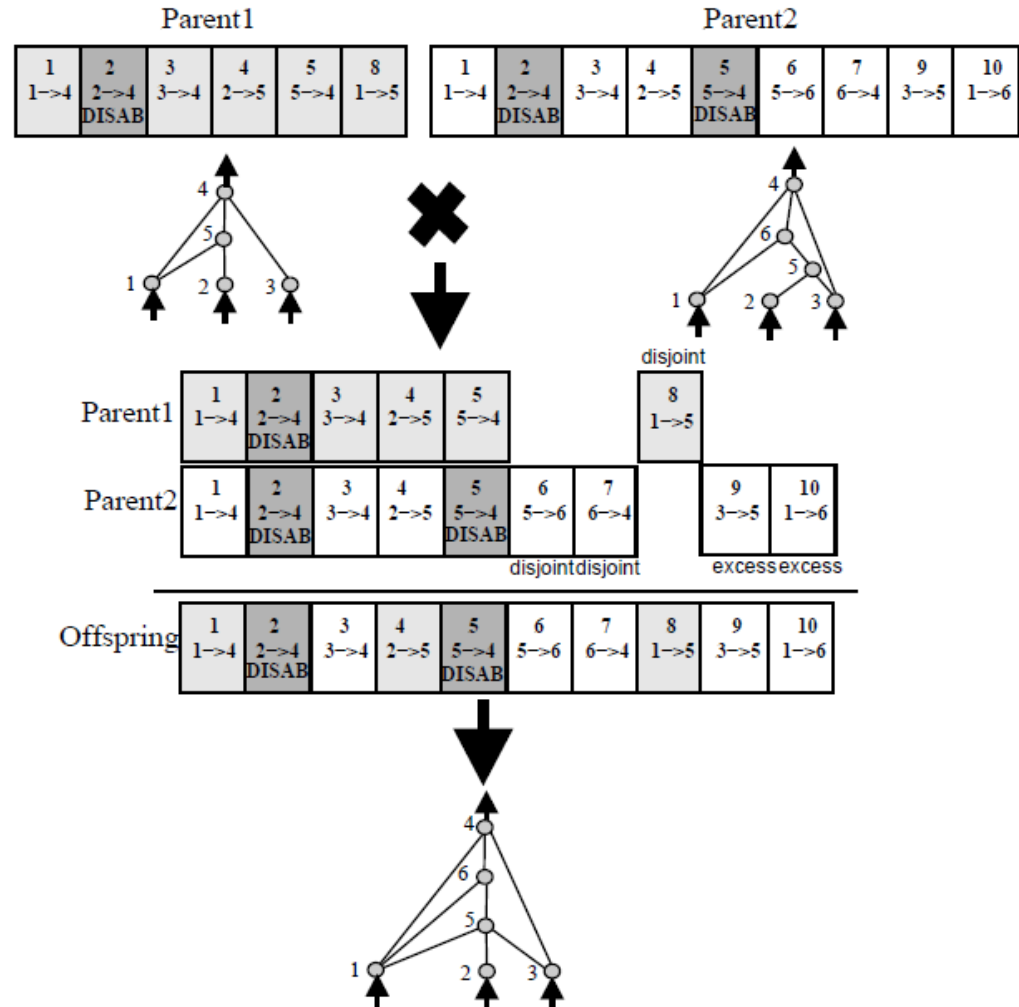 Parent1
Parent2
1 2 3 4 5 8
1->4 2->4 3->4 2->5 5->4 1->5
DISAB
1 2 3 4 5 6 7 9 10
1->4 2->4 3->4 2->5 5->4 5->6 6->4 3->5 1->6
DISAB DISAB
4
5
1 2 3
4
6
5
1 2 3
disjoint
Parent1
1 2 3 4 5 8
1->4 2->4 3->4 2->5 5->4 1->5
DISAB
Parent2
1 2 3 4 5 6 7 9 10
1->4 2->4 3->4 2->5 5->4 5->6 6->4 3->5 1->6
DISAB DISAB
disjoint disjoint excess excess
Offspring
1 2 3 4 5 6 7 8 9 10
1->4 2->4 3->4 2->5 5->4 5->6 6->4 1->5 3->5 1->6
DISAB DISAB
4
6
5
1 2 3